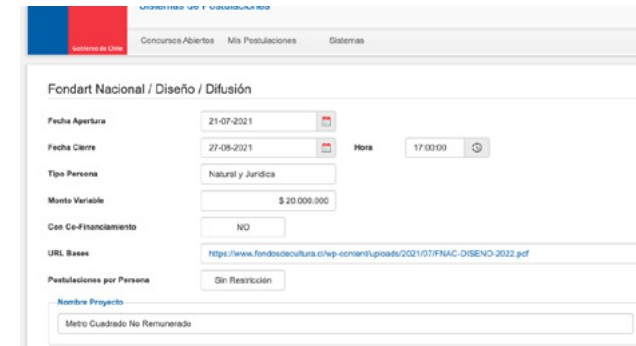 Sistemas de Postulaciones
Gobierno de Chile
Concursos Abiertos Mis Postulaciones Sistemas
Fondart Nacional / Diseño / Difusión
Fecha Apertura 21-07-2021
Fecha Cierre 27-08-2021 Hora 17:00:00
Tipo Persona Natural y Jurídica
Monto Variable $ 20.000.000
Con Co-Financiamiento NO
URL Bases https://www.fondosdecultura.cl/wp-content/uploads/2021/07/FNAC-DISENO-2022.pdf
Postulaciones por Persona Sin Restricción
Nombre Proyecto
Metro Cuadrado No Remunerado